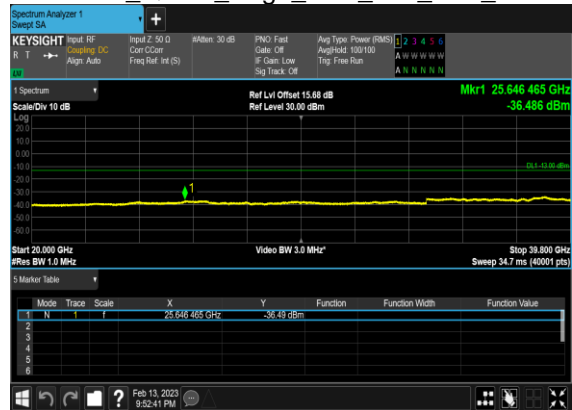 Spectrum Analyzer 1
Swept SA
KEYSIGHT Input: RF Input Z: 50 Ω #Atten: 30 dB PNO: Fast Avg Type: Power (RMS) 1 2 3 4 5 6
R T Coupling: DC Corr CCorr Gate: Off Avg|Hold: 100/100 A W W W W W
Align: Auto Freq Ref: Int (S) IF Gain: Low Trig: Free Run
Sig Track: Off A N N N N N
1 Spectrum Ref Lvl Offset 15.68 dB Mkr1 25.646 465 GHz
Scale/Div 10 dB Ref Level 30.00 dBm -36.486 dBm
Log
20.0
10.0
0.00
-10.0
DL1 -13.00 dBm
-20.0
-30.0
1
-40.0
-50.0
-60.0
Start 20.000 GHz Video BW 3.0 MHz* Stop 39.800 GHz
#Res BW 1.0 MHz Sweep 34.7 ms (40001 pts)
5 Marker Table
Mode Trace Scale X Y Function Function Width Function Value
1 N 1 f 25.646 465 GHz -36.49 dBm
2
3
4
5
6
? Feb 13, 2023
9:52:41 PM